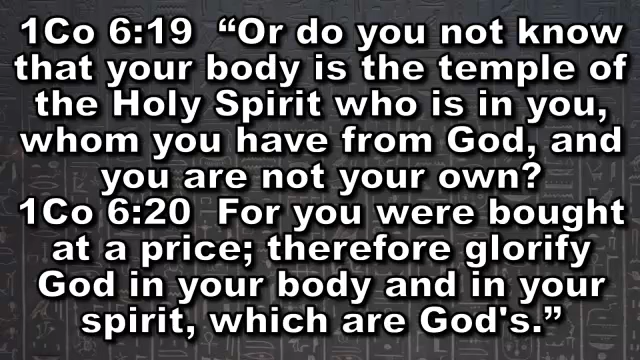 1Co 6:19  “Or do you not know
that your body is the temple of
the Holy Spirit who is in you,
whom you have from God, and
you are not your own?
1Co 6:20  For you were bought
at a price; therefore glorify
God in your body and in your
spirit, which are God's.”